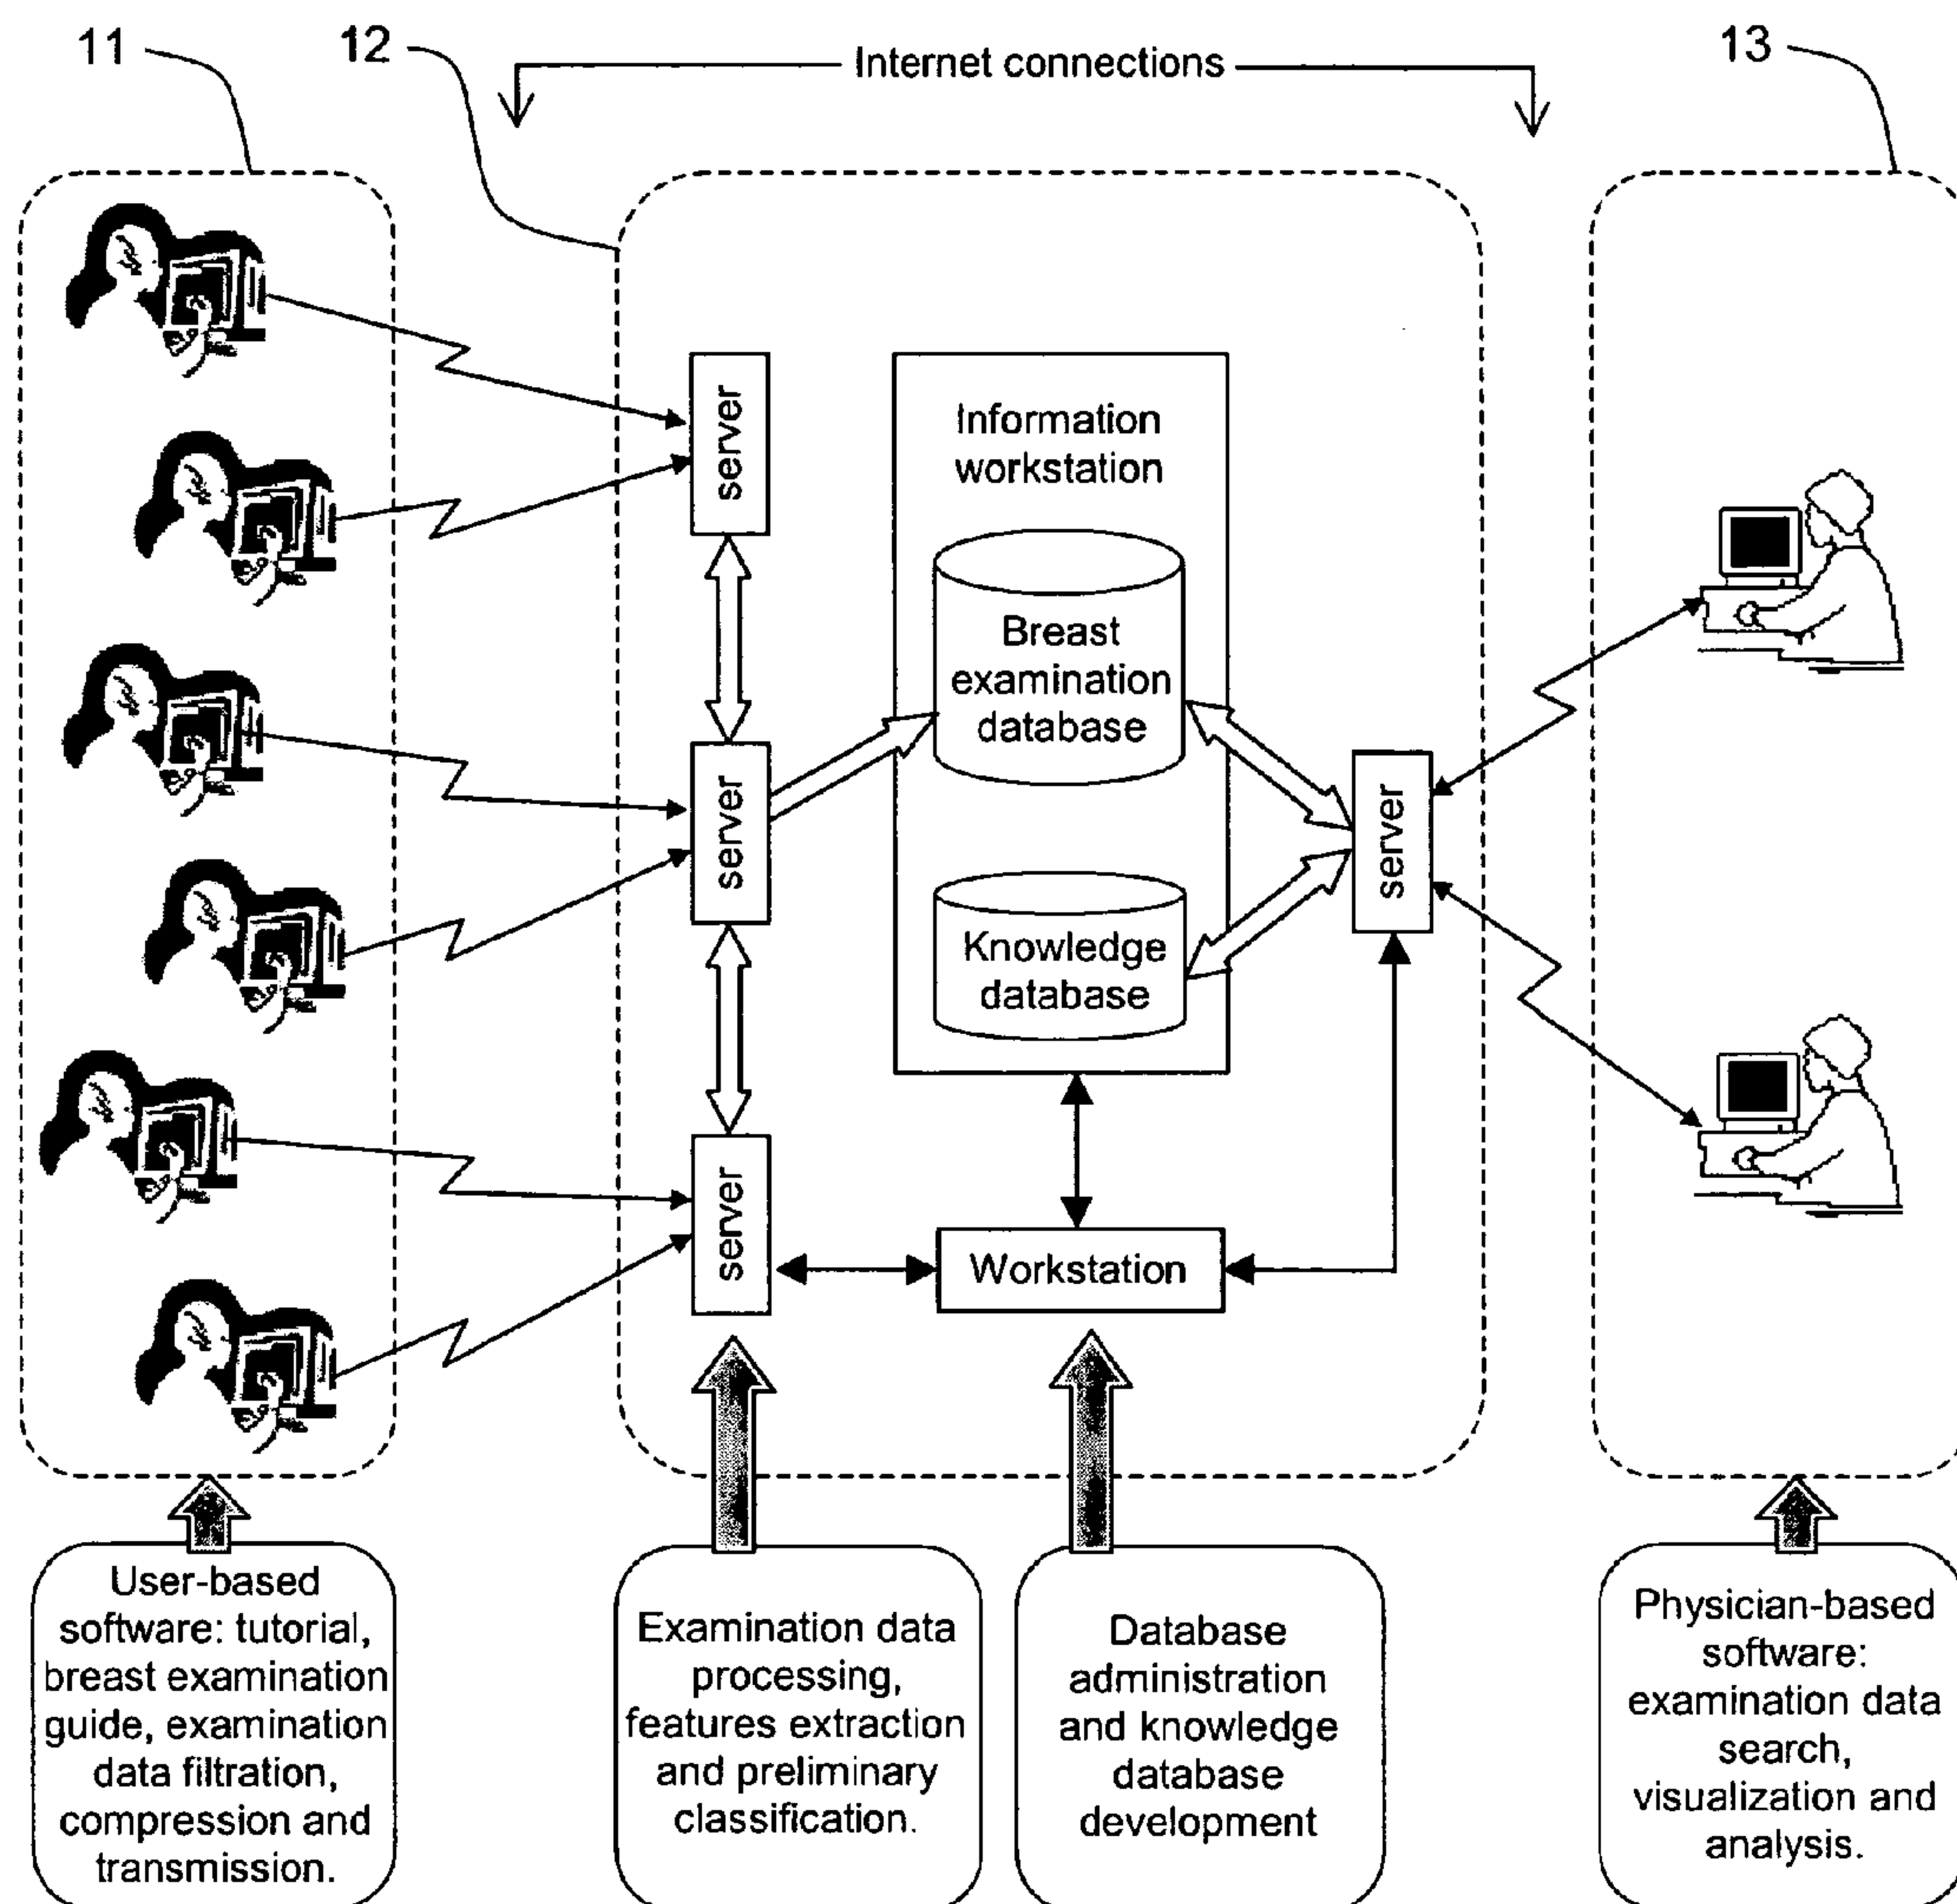 11
12
Internet connections
13
server
Information
workstation
Breast
examination
database
server
server
Knowledge
database
server
Workstation
User-based
software: tutorial,
breast examination
guide, examination
data filtration,
compression and
transmission.
Examination data
processing,
features extraction
and preliminary
classification.
Database
administration
and knowledge
database
development
Physician-based
software:
examination data
search,
visualization and
analysis.